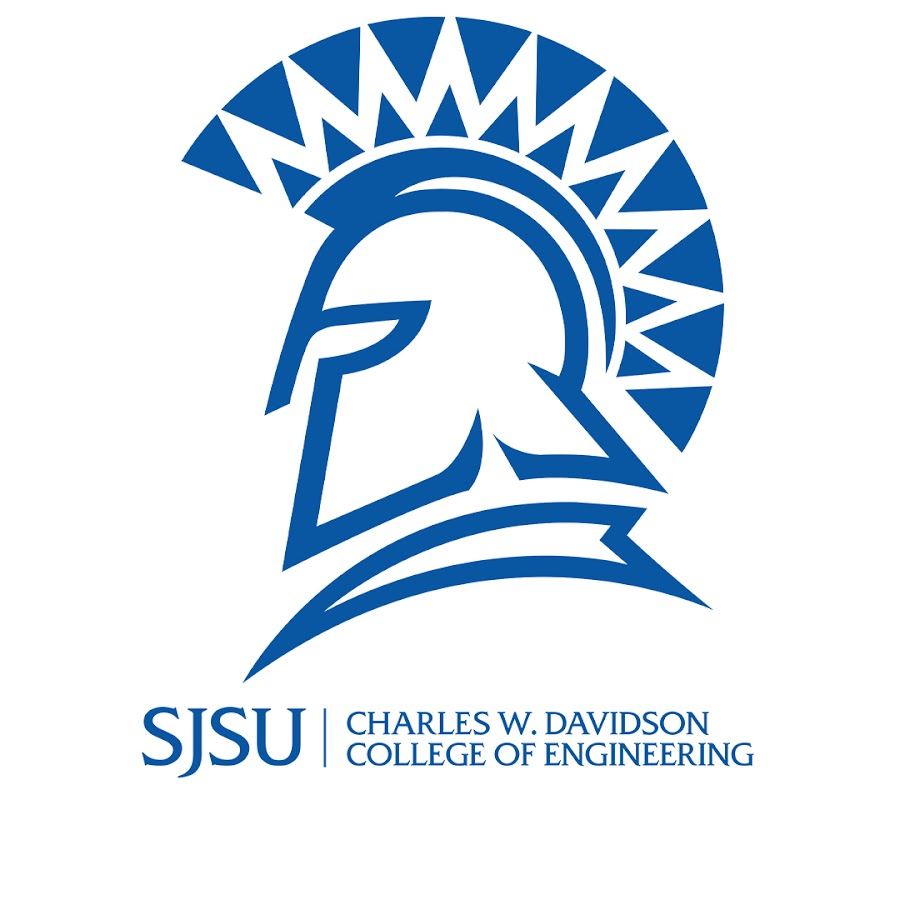 SJSU
CHARLES W. DAVIDSON
COLLEGE OF ENGINEERING